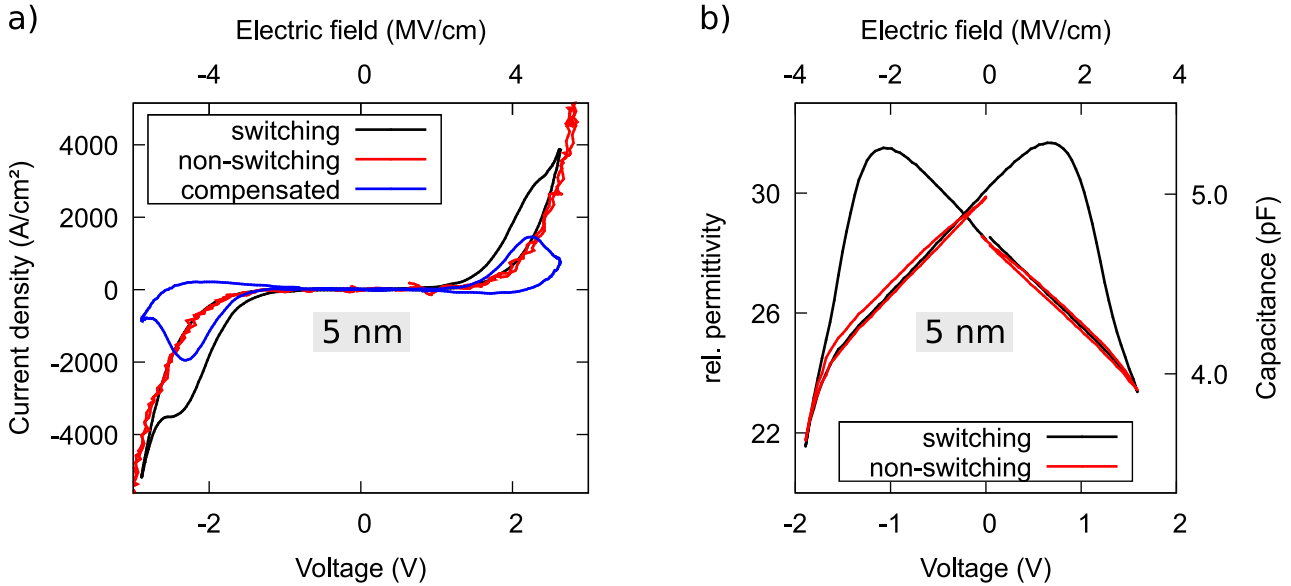 a)
Electric field (MV/cm)
-4 0 4
Current density (A/cm²)
4000
2000
0
-2000
-4000
switching
non-switching
compensated
5 nm
-2 0 2
Voltage (V)
b)
Electric field (MV/cm)
-4 -2 0 2 4
rel. permittivity
30
28
26
24
22
5.0
4.0
Capacitance (pF)
5 nm
switching
non-switching
-2 -1 0 1 2
Voltage (V)